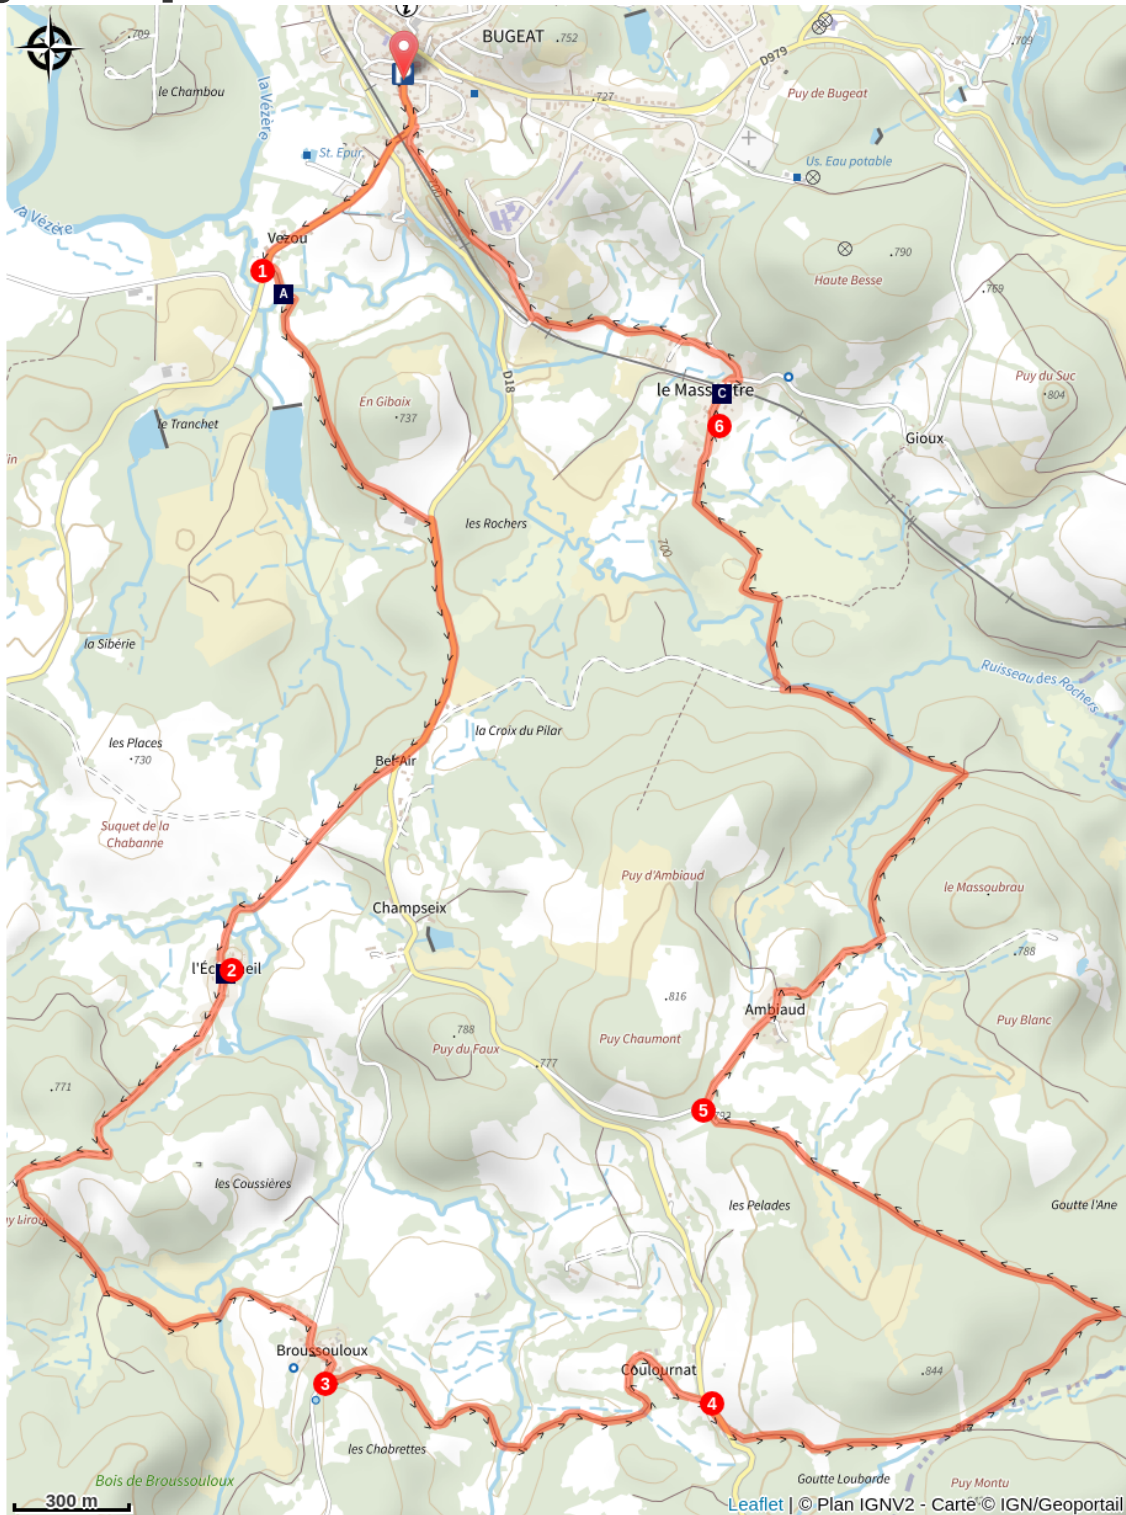 i
BUGEAT
.752
.709
.709
le Chambou
la Vézère
D979
.727
Puy de Bugeat
St. Epur.
Us. Eau potable
700
la Vézère
Vezou
1
A
.790
Haute Besse
.769
D18
En Gibaix
.737
le Mass
C
tre
Puy du Suc
.804
le Tranchet
6
Gioux
les Rochers
700
la Sibérie
Ruisseau des Rochers
les Places
.730
la Croix du Pilar
Bel-Air
Suquet de la
Chabanne
Puy d'Ambiaud
le Massoubrau
Champseix
.788
l'Éc
2
eil
.816
Ambiaud
Puy Blanc
.788
Puy du Faux
Puy Chaumont
.777
.771
5
792
les Coussières
les Pelades
Goutte l'Ane
uy Lirou
Broussouloux
3
Coulournat
.844
4
les Chabrettes
Bois de Broussouloux
Goutte Loubarde
Puy Montu
300 m
Leaflet | © Plan IGNV2 - Carte © IGN/Geoportail